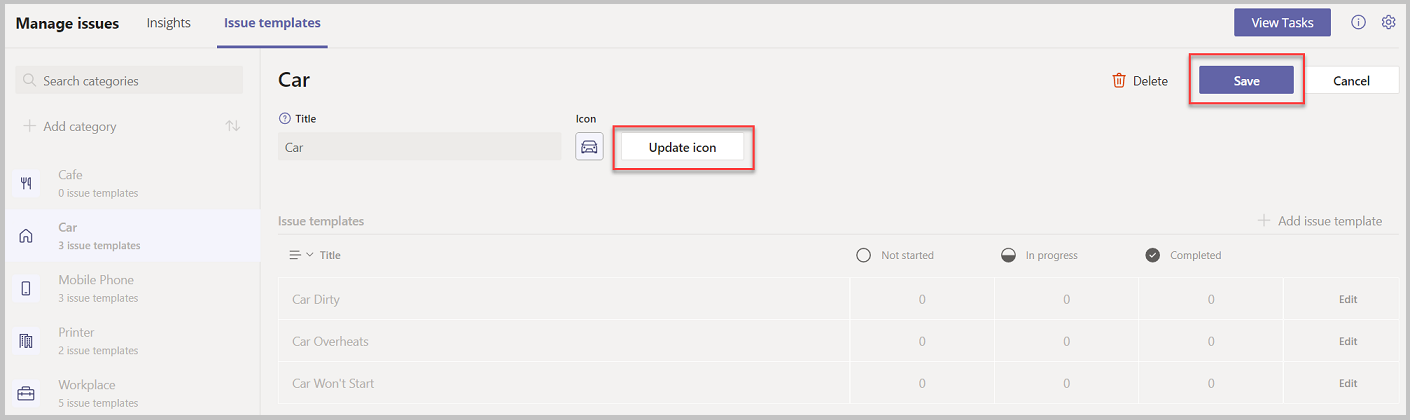 Manage issues Insights Issue templates View Tasks
Search categories
Add category
Cafe
0 issue templates
Car
3 issue templates
Mobile Phone
3 issue templates
Printer
2 issue templates
Workplace
5 issue templates
Car Delete Save Cancel
Title Icon
Car Update icon
Issue templates Add issue template
Title Not started In progress Completed
Car Dirty 0 0 0 Edit
Car Overheats 0 0 0 Edit
Car Won't Start 0 0 0 Edit